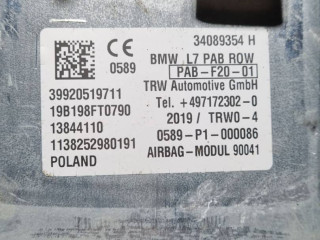 34089354 H
CE
0589
BMW L7 PAB ROW
PAB-F20-01
39920519711
TRW Automotive GmbH
19B198FT0790
Tel. +497172302-0
13844110
2019/ TRW0-4
1138252980191
0589-P1-000086
POLAND
AIRBAG-MODUL 90041